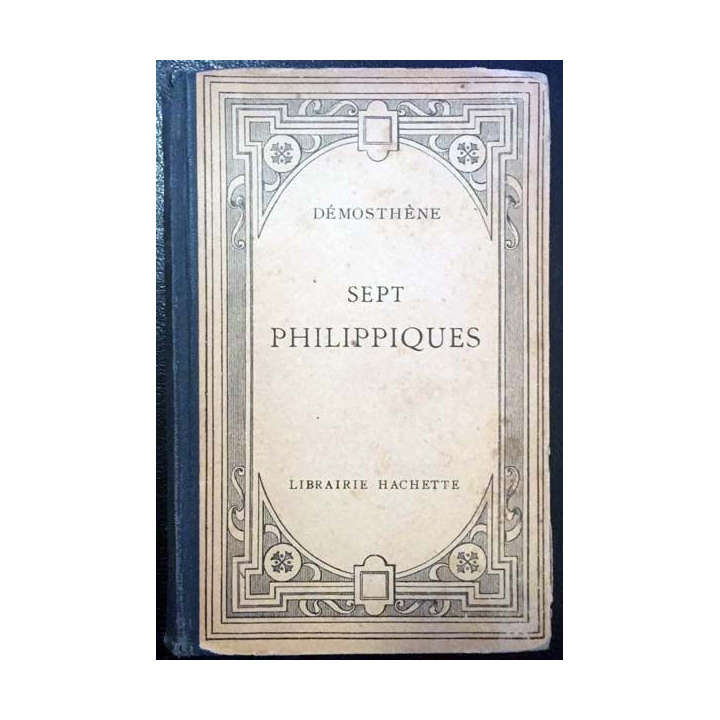 DÉMOSTHÈNE
SEPT
PHILIPPIQUES
LIBRAIRIE HACHETTE